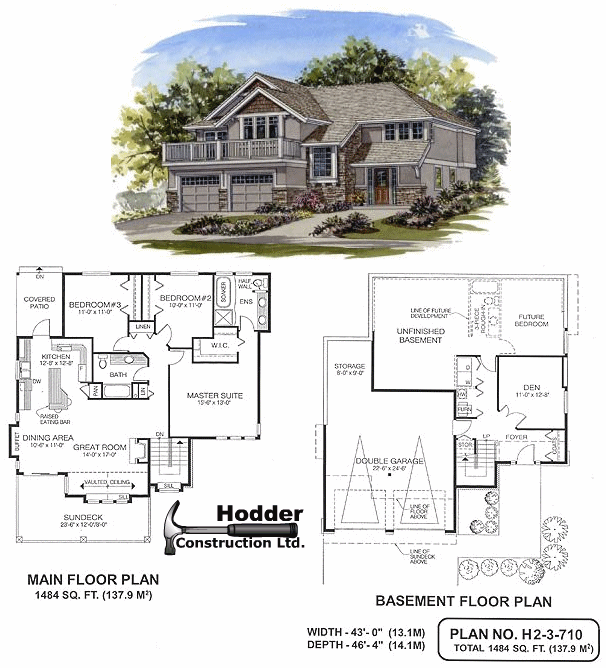 DN
COVERED
PATIO
BEDROOM#3
11'-0" x 11'-0"
BEDROOM#2
10'-0" x 11'-0"
SOAKER
HALF
WALL
ENS
LINEN
W.I.C.
KITCHEN
12'-8" x 12'-8"
F
DW
BATH
PAN
LIN
MASTER SUITE
15'-6" x 13'-0"
RAISED
EATING BAR
BUFFET
DINING AREA
10'-6" x 11'-0"
GREAT ROOM
14'-0" x 17'-0"
DN
VAULTED CEILING
SILL
SILL
SUNDECK
23'-6" x 12'-0"/8'-0"
MAIN FLOOR PLAN
1484 SQ. FT. (137.9 M²)
Hodder
Construction Ltd.
LINE OF FUTURE
DEVELOPMENT
UNFINISHED
BASEMENT
3-PIECE
ROUGH-IN
FUTURE
BEDROOM
STORAGE
8'-0" x 9'-0"
D
W
HW
FURN
DEN
11'-0" x 12'-8"
STOR
UP
FOYER
DOUBLE GARAGE
22'-6" x 24'-6"
LINE OF
FLOOR
ABOVE
LINE OF
SUNDECK
ABOVE
BASEMENT FLOOR PLAN
WIDTH - 43'- 0" (13.1M)
DEPTH - 46'- 4" (14.1M)
PLAN NO. H2-3-710
TOTAL 1484 SQ. FT. (137.9 M²)